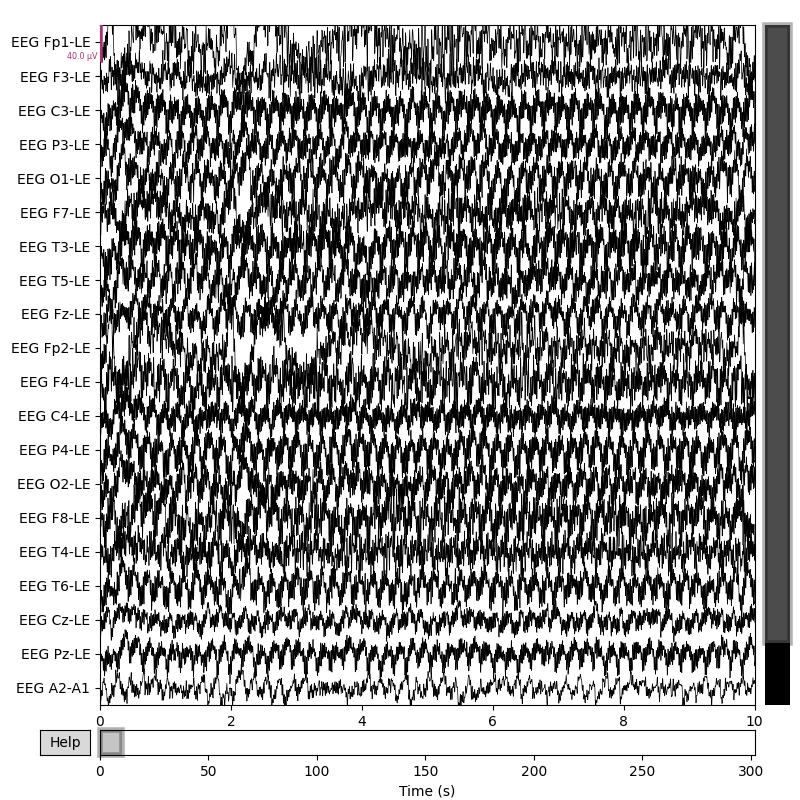 EEG Fp1-LE
40.0 µV
EEG F3-LE
EEG C3-LE
EEG P3-LE
EEG O1-LE
EEG F7-LE
EEG T3-LE
EEG T5-LE
EEG Fz-LE
EEG Fp2-LE
EEG F4-LE
EEG C4-LE
EEG P4-LE
EEG O2-LE
EEG F8-LE
EEG T4-LE
EEG T6-LE
EEG Cz-LE
EEG Pz-LE
EEG A2-A1
0 2 4 6 8 10
Help
0 50 100 150 200 250 300
Time (s)